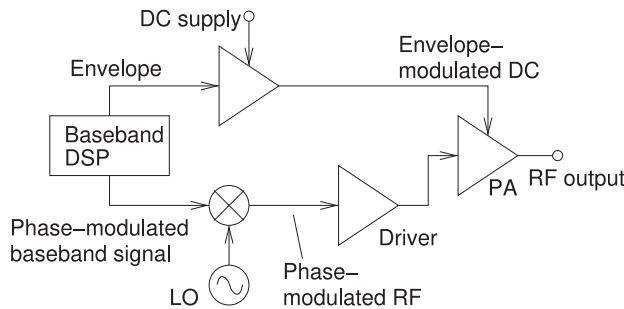 DC supply
Envelope
Envelope–
modulated DC
Baseband
DSP
PA
RF output
Phase–modulated
baseband signal
Driver
LO
Phase–
modulated RF